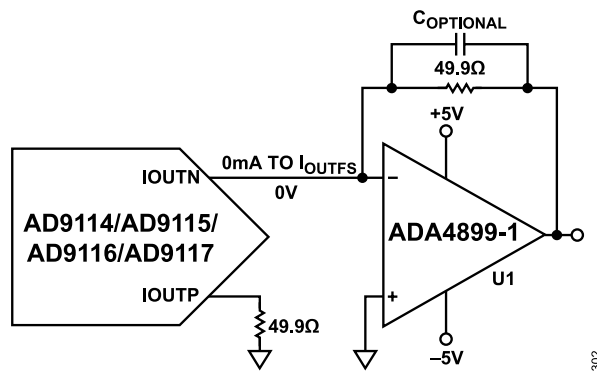 COPTIONAL
49.9Ω
+5V
0mA TO IOUTFS
0V
IOUTN
AD9114/AD9115/
AD9116/AD9117
IOUTP
49.9Ω
−
+
ADA4899-1
U1
–5V
302